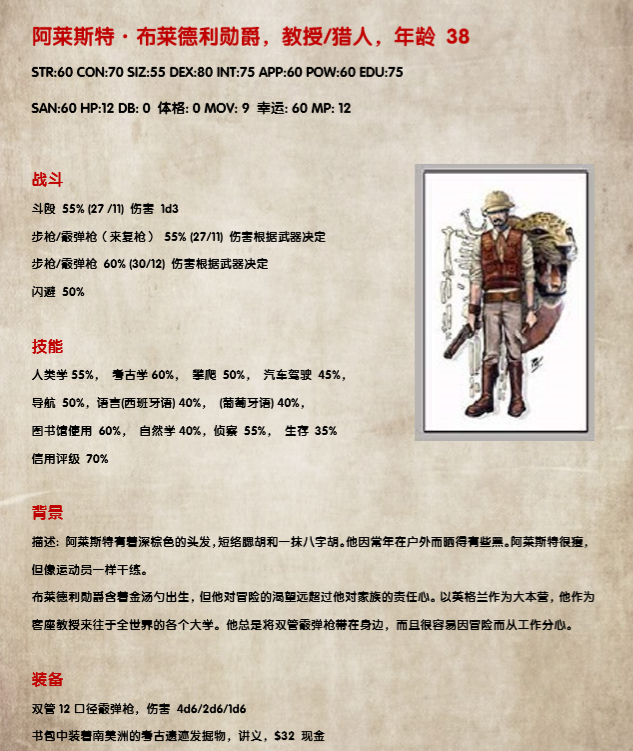 阿莱斯特·布莱德利勋爵，教授/猎人，年龄 38
STR:60 CON:70 SIZ:55 DEX:80 INT:75 APP:60 POW:60 EDU:75
SAN:60 HP:12 DB: 0 体格: 0 MOV: 9 幸运: 60 MP: 12
战斗
斗殴 55% (27 /11) 伤害 1d3
步枪/霰弹枪（来复枪） 55% (27/11) 伤害根据武器决定
步枪/霰弹枪 60% (30/12) 伤害根据武器决定
闪避 50%
技能
人类学 55%， 考古学 60%， 攀爬 50%， 汽车驾驶 45%，
导航 50%，语言(西班牙语) 40%， (葡萄牙语) 40%，
图书馆使用 60%， 自然学 40%，侦察 55%， 生存 35%
信用评级 70%
背景
描述: 阿莱斯特有着深棕色的头发，短络腮胡和一抹八字胡。他因常年在户外而晒得有些黑。阿莱斯特很瘦，
但像运动员一样干练。
布莱德利勋爵含着金汤勺出生，但他对冒险的渴望远超过他对家族的责任心。以英格兰作为大本营，他作为
客座教授来往于全世界的各个大学。他总是将双管霰弹枪带在身边，而且很容易因冒险而从工作分心。
装备
双管 12 口径霰弹枪，伤害 4d6/2d6/1d6
书包中装着南美洲的考古遗迹发掘物，讲义，$32 现金